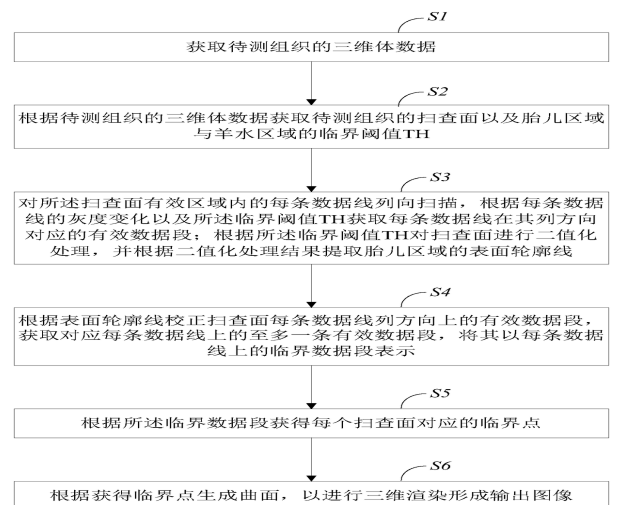 S1
获取待测组织的三维体数据
S2
根据待测组织的三维体数据获取待测组织的扫查面以及胎儿区域
与羊水区域的临界阈值TH
S3
对所述扫查面有效区域内的每条数据线列向扫描，根据每条数据
线的灰度变化以及所述临界阈值TH获取每条数据线在其列方向
对应的有效数据段；根据所述临界阈值TH对扫查面进行二值化
处理，并根据二值化处理结果提取胎儿区域的表面轮廓线
S4
根据表面轮廓线校正扫查面每条数据线列方向上的有效数据段，
获取对应每条数据线上的至多一条有效数据段，将其以每条数据
线上的临界数据段表示
S5
根据所述临界数据段获得每个扫查面对应的临界点
S6
根据获得临界点生成曲面，以进行三维渲染形成输出图像